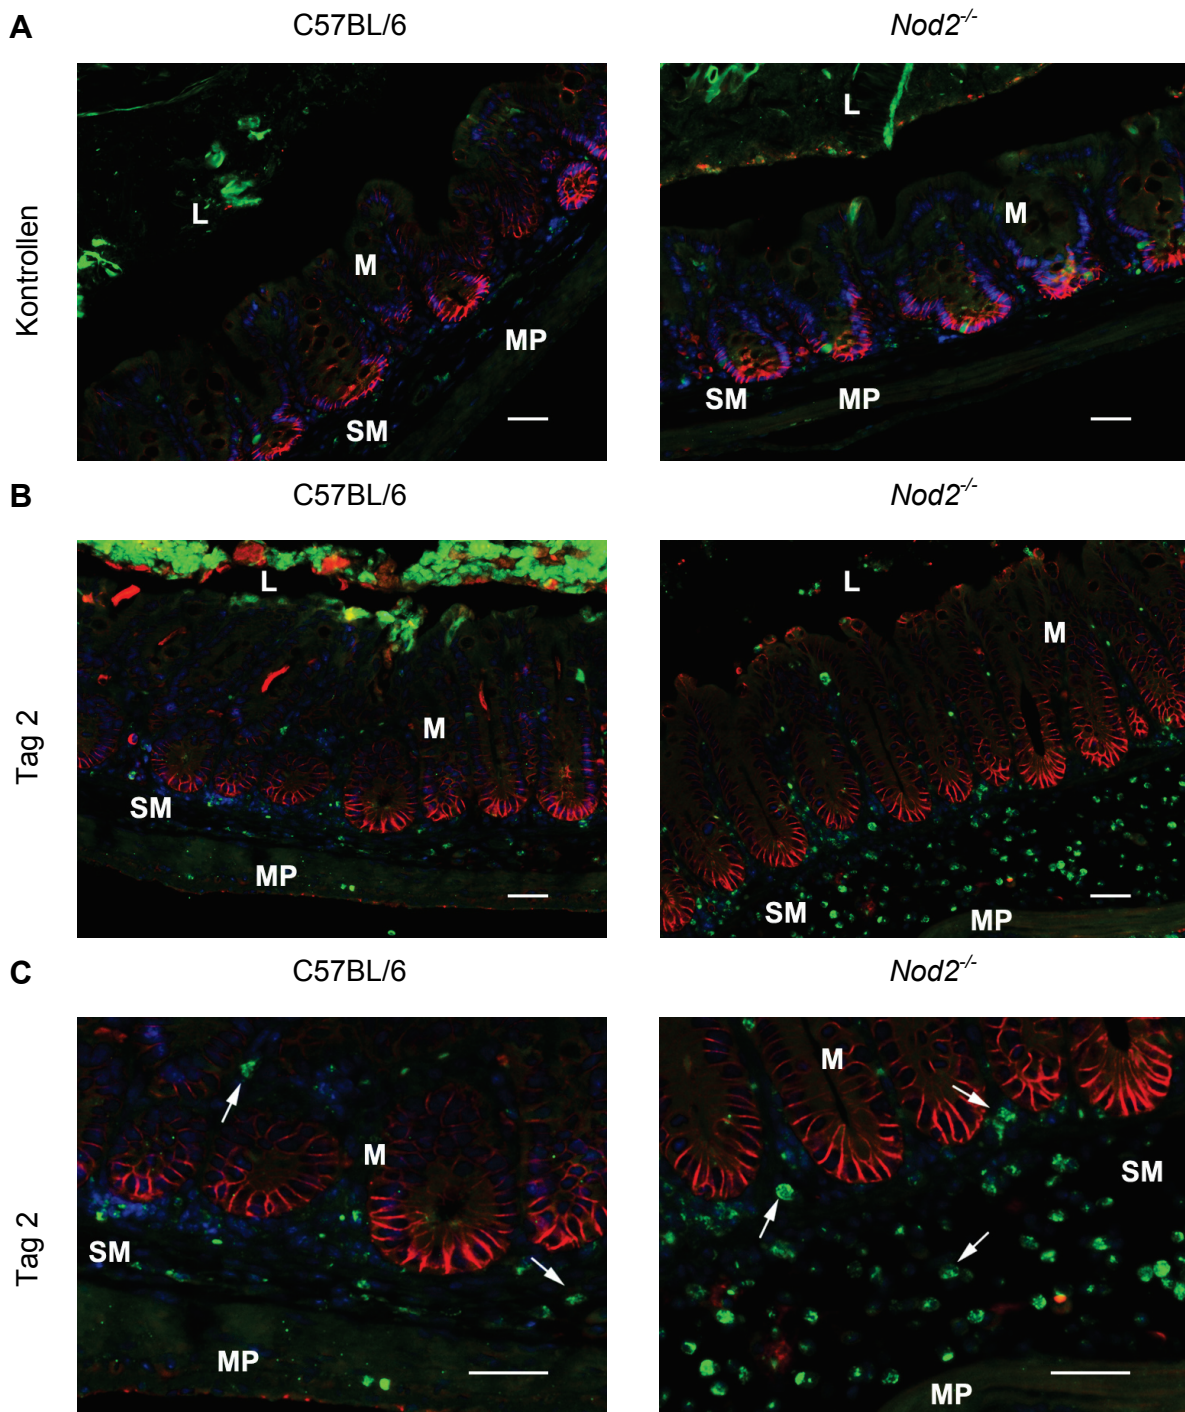 A C57BL/6 Nod2-/-
Kontrollen
L
M
MP
SM
L
M
SM MP
B C57BL/6 Nod2-/-
Tag 2
L
M
SM
MP
L
M
SM
MP
C C57BL/6 Nod2-/-
Tag 2
M
SM
MP
M
SM
MP